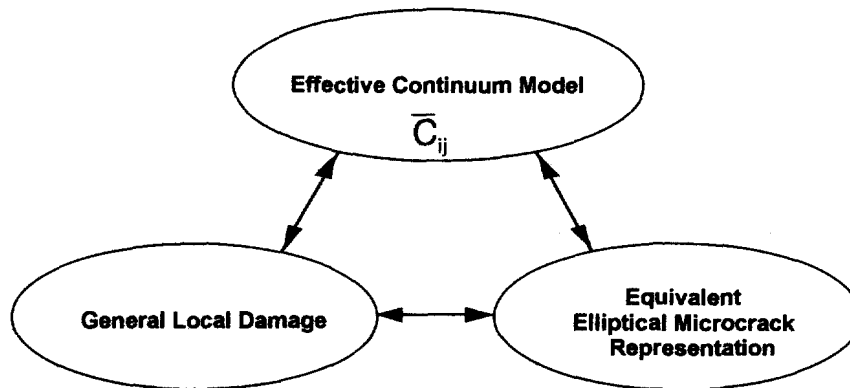 Effective Continuum Model
C̅ij
General Local Damage
Equivalent
Elliptical Microcrack
Representation